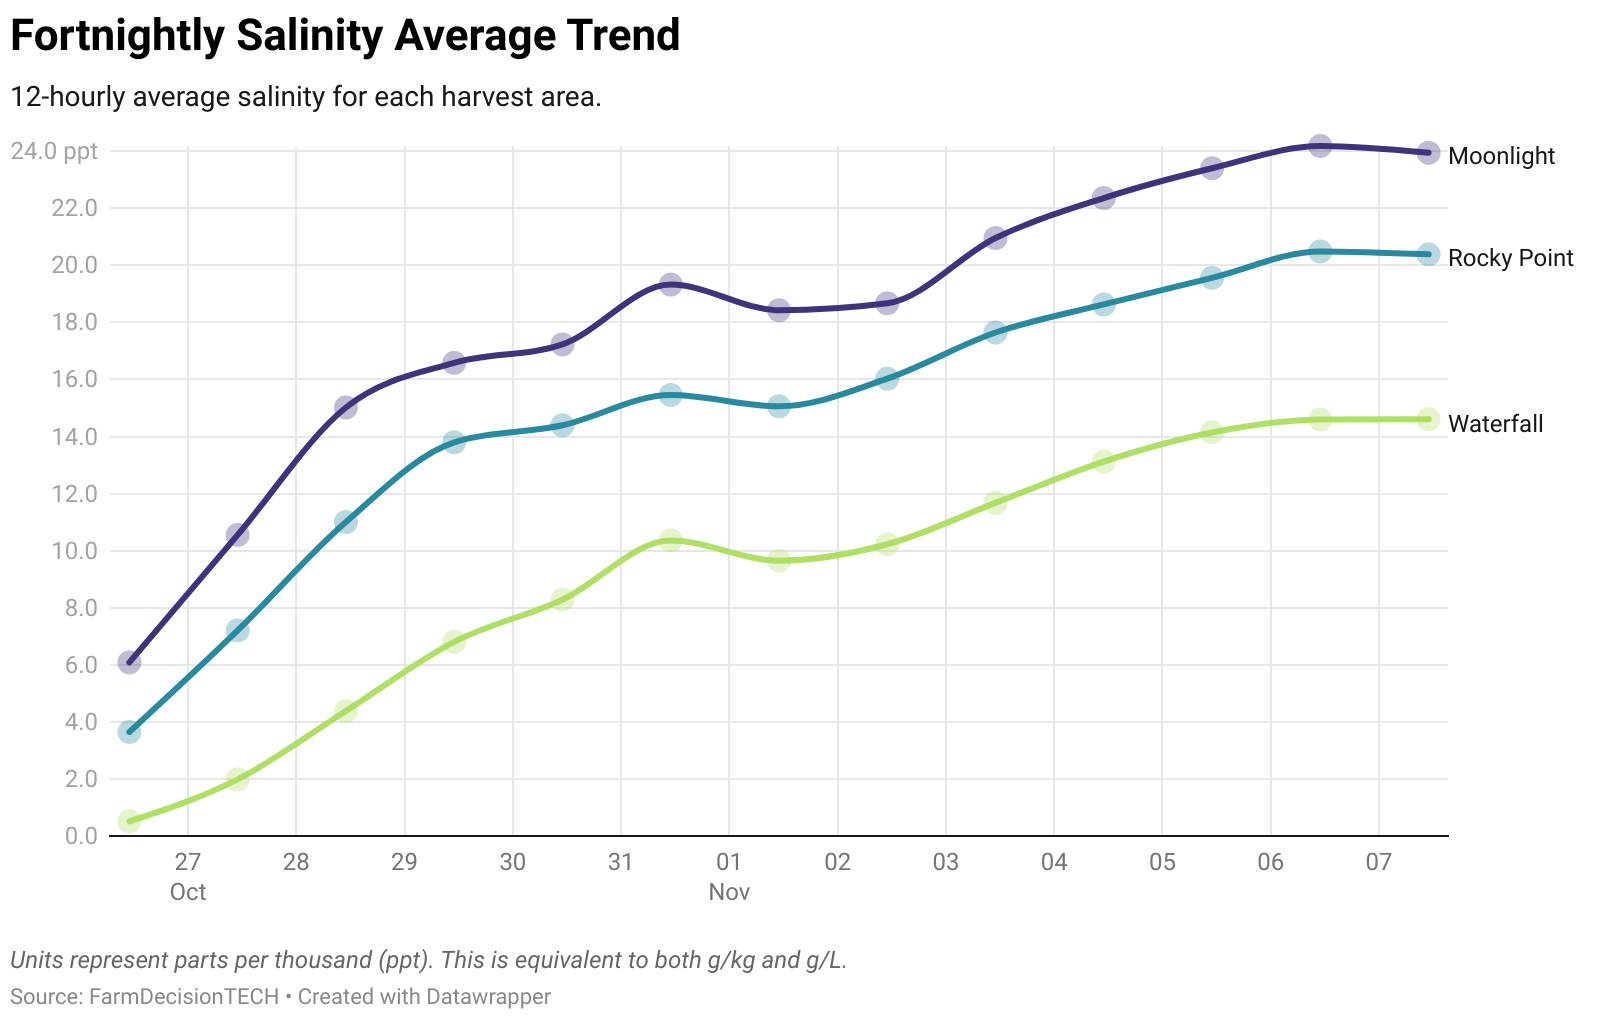 Fortnightly Salinity Average Trend
12-hourly average salinity for each harvest area.
24.0 ppt
22.0
20.0
18.0
16.0
14.0
12.0
10.0
8.0
6.0
4.0
2.0
0.0
Moonlight
Rocky Point
Waterfall
27 28 29 30 31 01 02 03 04 05 06 07
Oct Nov
Units represent parts per thousand (ppt). This is equivalent to both g/kg and g/L.
Source: FarmDecisionTECH • Created with Datawrapper